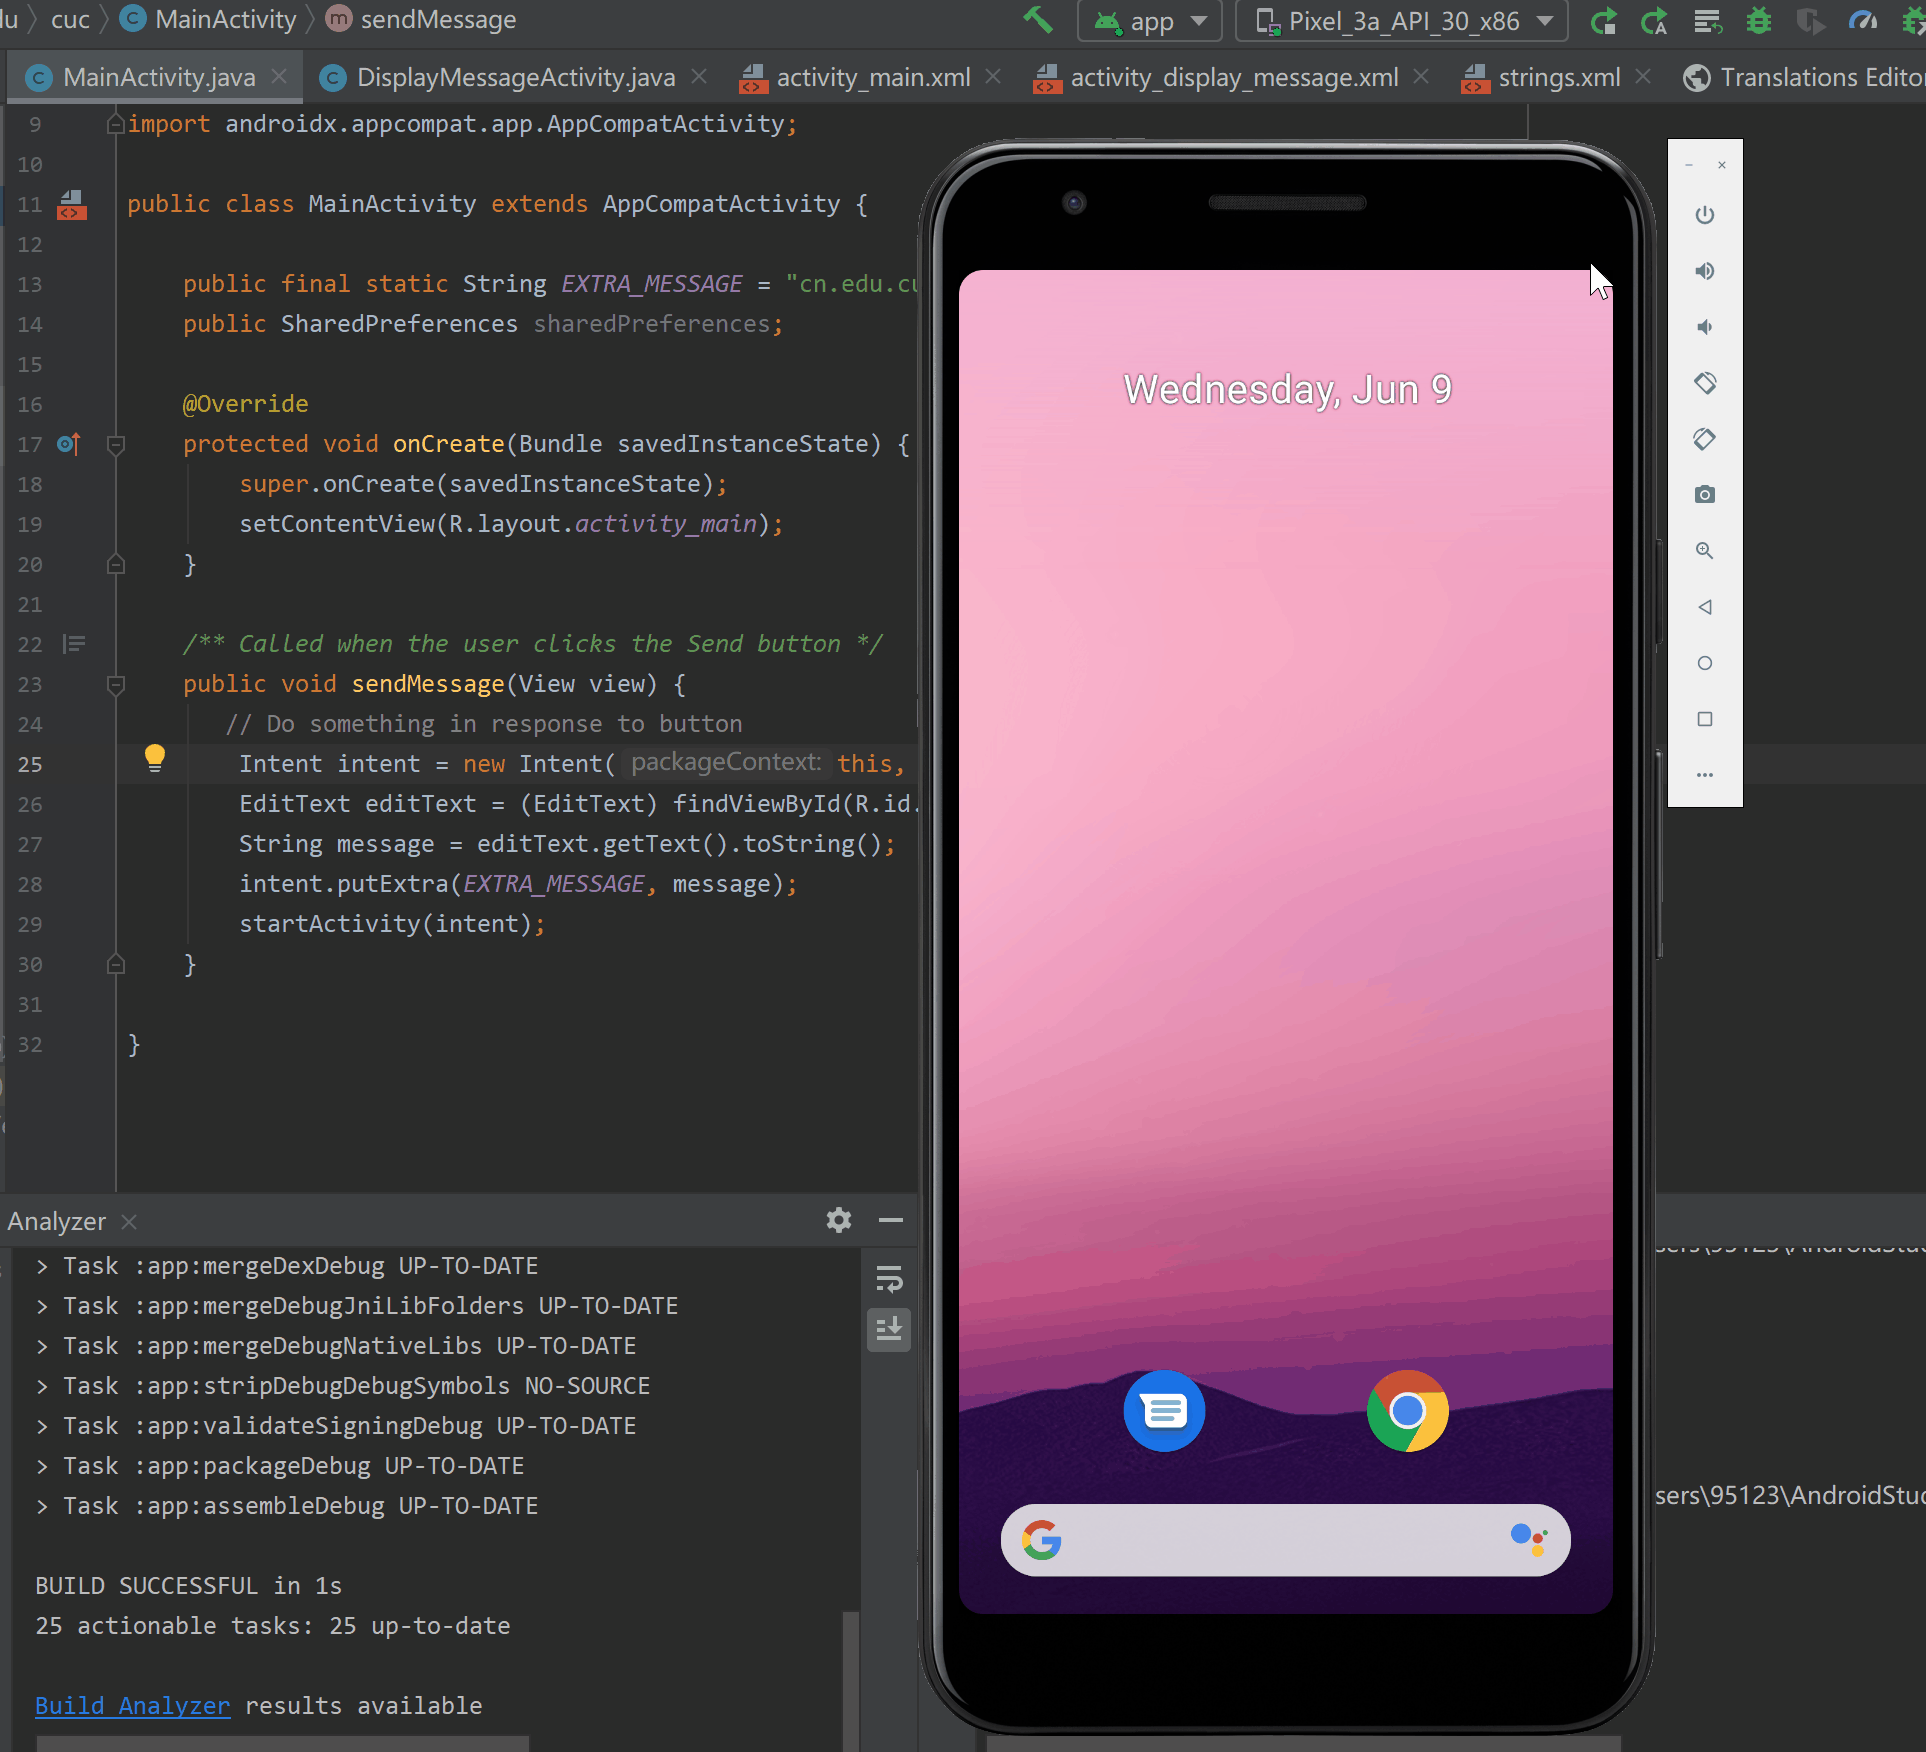 cuc MainActivity sendMessage app Pixel_3a_API_30_x86
MainActivity.java DisplayMessageActivity.java activity_main.xml activity_display_message.xml strings.xml Translations
9 import androidx.appcompat.app.AppCompatActivity;
10
11 public class MainActivity extends AppCompatActivity {
12
13 public final static String EXTRA_MESSAGE = "cn.edu.cu
14 public SharedPreferences sharedPreferences;
15
16 @Override
17 protected void onCreate(Bundle savedInstanceState) {
18 super.onCreate(savedInstanceState);
19 setContentView(R.layout.activity_main);
20 }
21
22 /** Called when the user clicks the Send button */
23 public void sendMessage(View view) {
24 // Do something in response to button
25 Intent intent = new Intent( packageContext: this,
26 EditText editText = (EditText) findViewById(R.id.
27 String message = editText.getText().toString();
28 intent.putExtra(EXTRA_MESSAGE, message);
29 startActivity(intent);
30 }
31
32 }
Wednesday, Jun 9
Analyzer
> Task :app:mergeDexDebug UP-TO-DATE
> Task :app:mergeDebugJniLibFolders UP-TO-DATE
> Task :app:mergeDebugNativeLibs UP-TO-DATE
> Task :app:stripDebugDebugSymbols NO-SOURCE
> Task :app:validateSigningDebug UP-TO-DATE
> Task :app:packageDebug UP-TO-DATE
> Task :app:assembleDebug UP-TO-DATE
BUILD SUCCESSFUL in 1s
25 actionable tasks: 25 up-to-date
Build Analyzer results available
sers\95123\AndroidStud